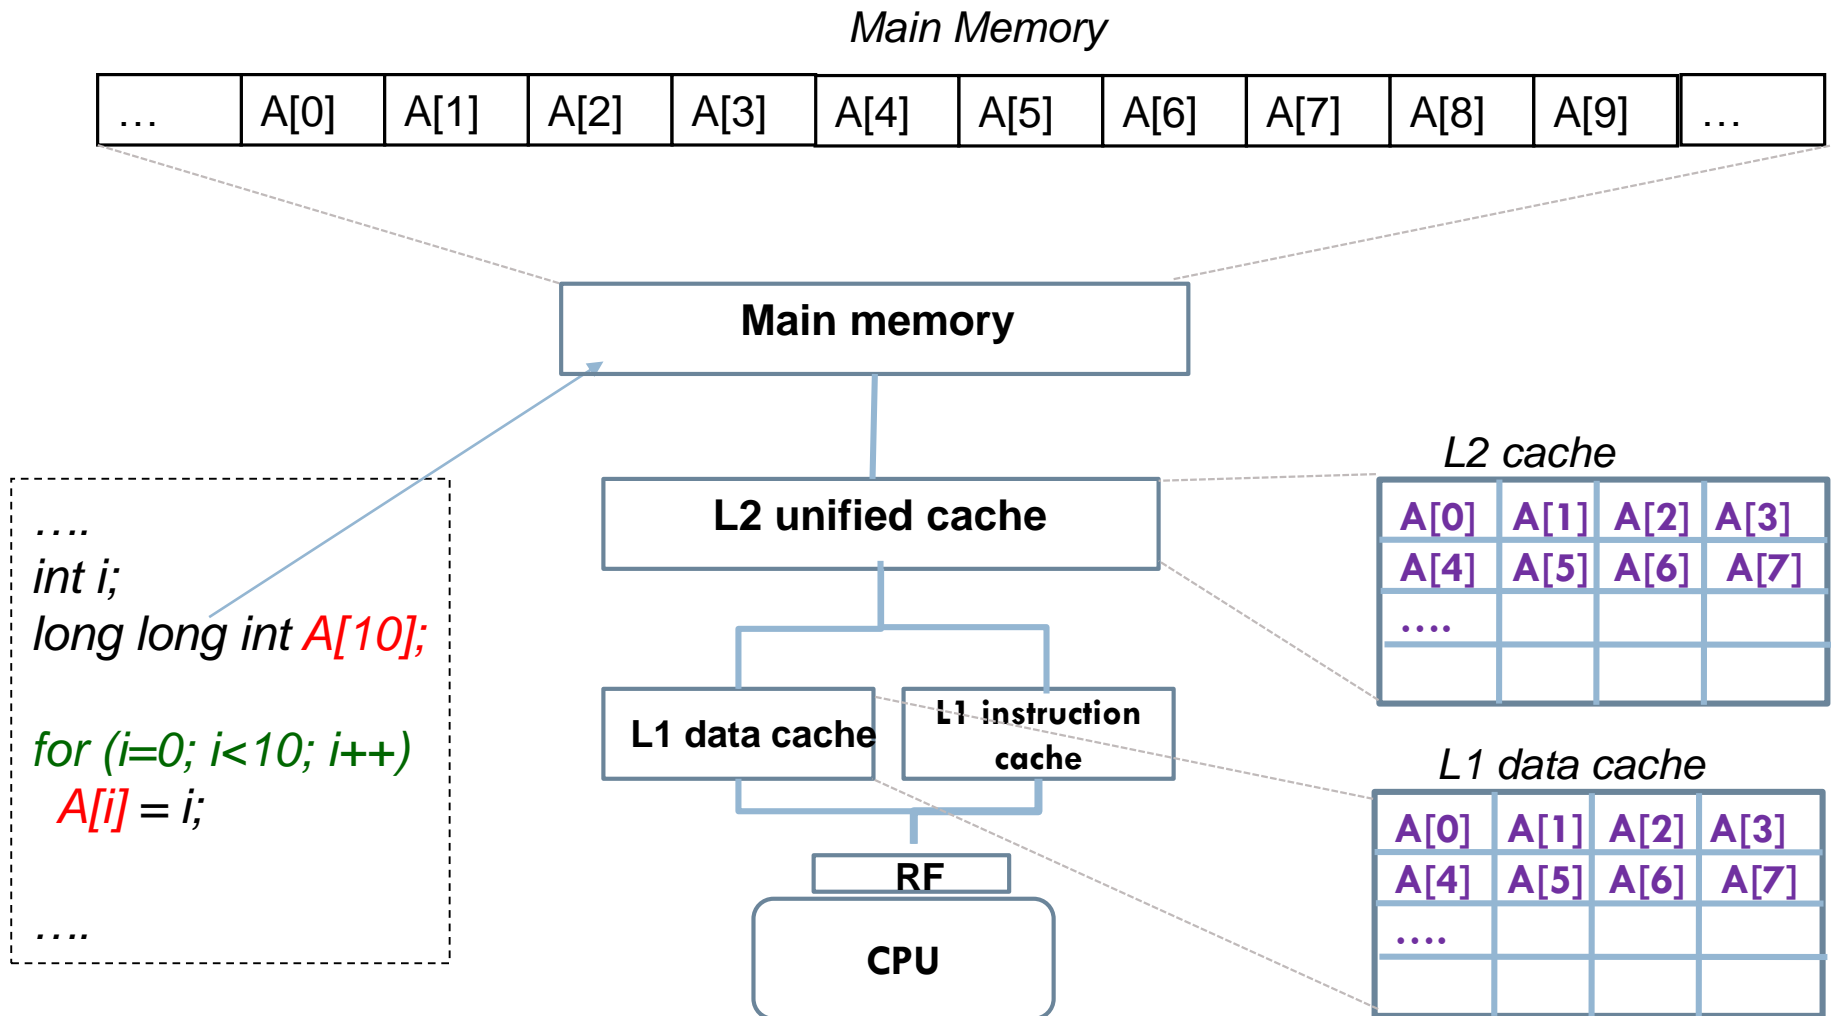 Main Memory
… A[0] A[1] A[2] A[3] A[4] A[5] A[6] A[7] A[8] A[9] …
Main memory
L2 unified cache
L2 cache
A[0] A[1] A[2] A[3]
A[4] A[5] A[6] A[7]
....
….
int i;
long long int A[10];
for (i=0; i<10; i++)
A[i] = i;
….
L1 data cache
L1 instruction
cache
L1 data cache
A[0] A[1] A[2] A[3]
A[4] A[5] A[6] A[7]
....
RF
CPU